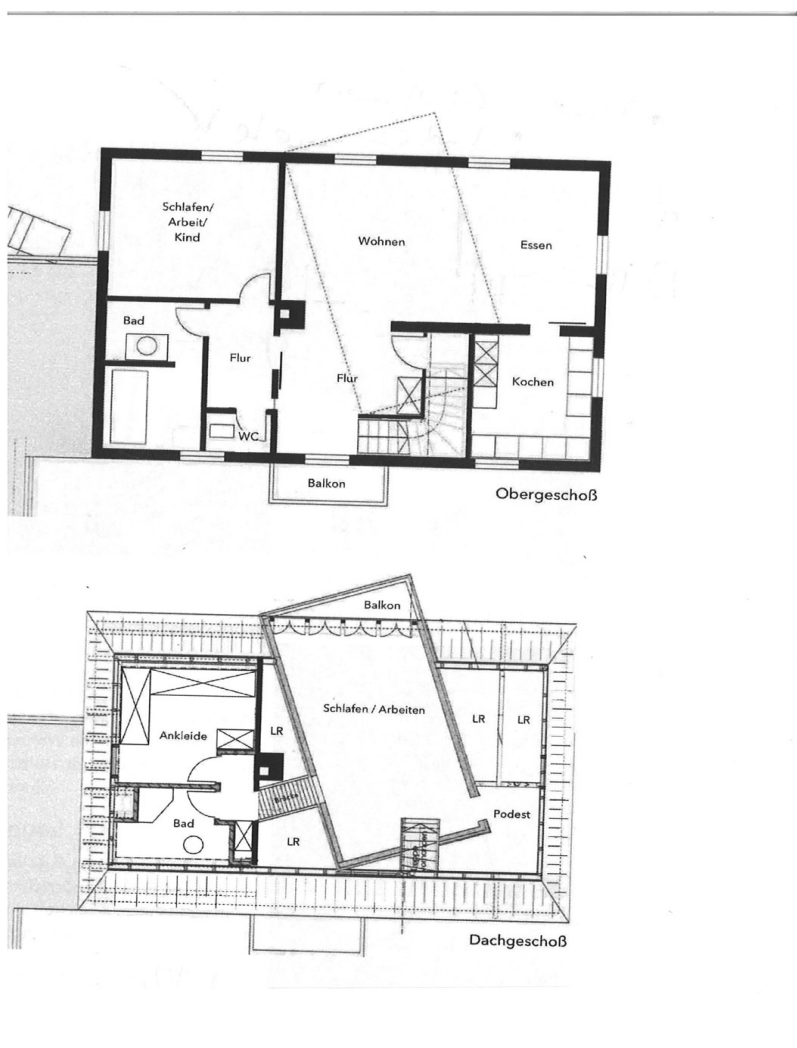 Schlafen/
Arbeit/
Kind
Wohnen
Essen
Bad
Flur
Flur
Kochen
WC
Balkon
Obergeschoß
Balkon
Schlafen / Arbeiten
LR
LR
Ankleide
LR
Brücke
Podest
Bad
LR
Dachgeschoß